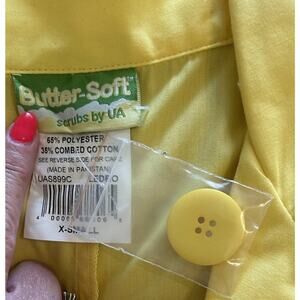 Butter-Soft
scrubs by UA
65% POLYESTER
35% COMBED COTTON
SEE REVERSE SIDE FOR CARE
(MADE IN PAKISTAN)
UAS899C
X-SMALL